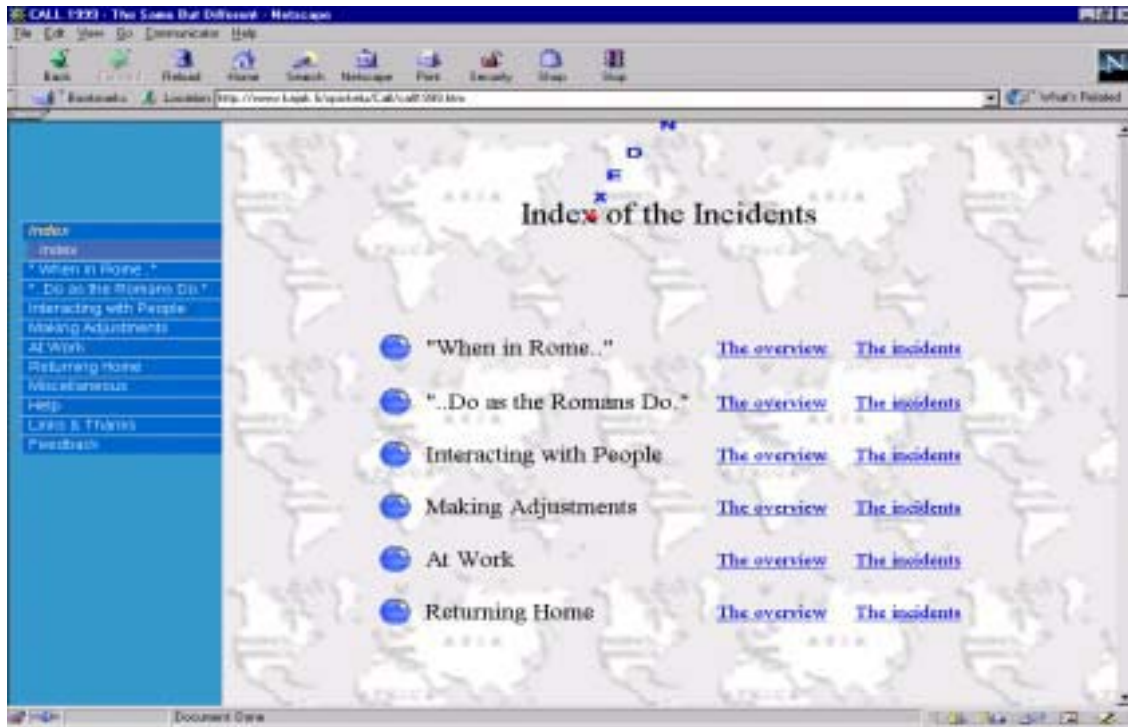 CALL 1999 - The Same But Different - Netscape
File Edit View Go Communicator Help
Back Reload Home Search Netscape Print Security Shop Stop
Bookmarks Location What's Related
N
D
E
X
Index of the Incidents
Index
Index
"When in Rome.."
"..Do as the Romans Do."
Interacting with People
Making Adjustments
At Work
Returning Home
Miscellaneous
Help
Links & Thanks
Feedback
"When in Rome.." The overview The incidents
"..Do as the Romans Do." The overview The incidents
Interacting with People The overview The incidents
Making Adjustments The overview The incidents
At Work The overview The incidents
Returning Home The overview The incidents
Document: Done